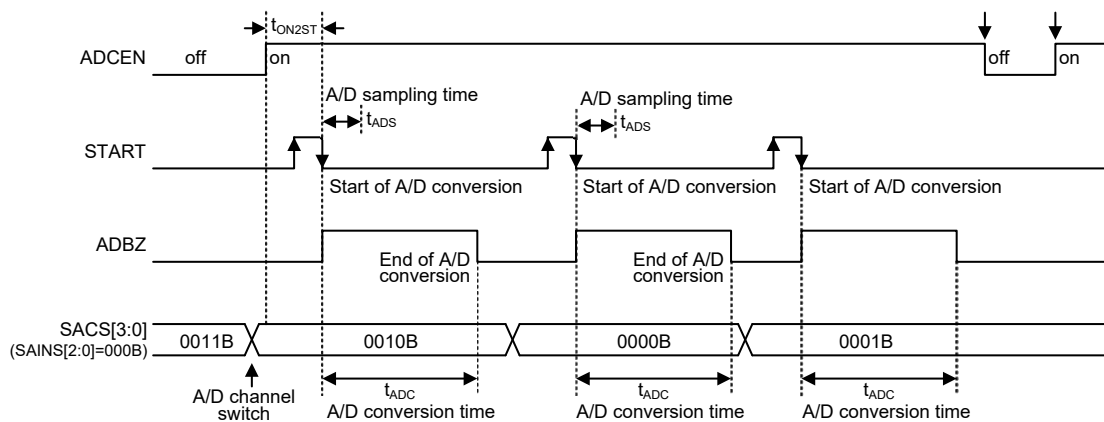 tON2ST
ADCEN
off
on
off
on
A/D sampling time
A/D sampling time
tADS
tADS
START
Start of A/D conversion
Start of A/D conversion
Start of A/D conversion
ADBZ
End of A/D
conversion
End of A/D
conversion
SACS[3:0]
(SAINS[2:0]=000B)
0011B
0010B
0000B
0001B
A/D channel
switch
tADC
A/D conversion time
tADC
A/D conversion time
tADC
A/D conversion time